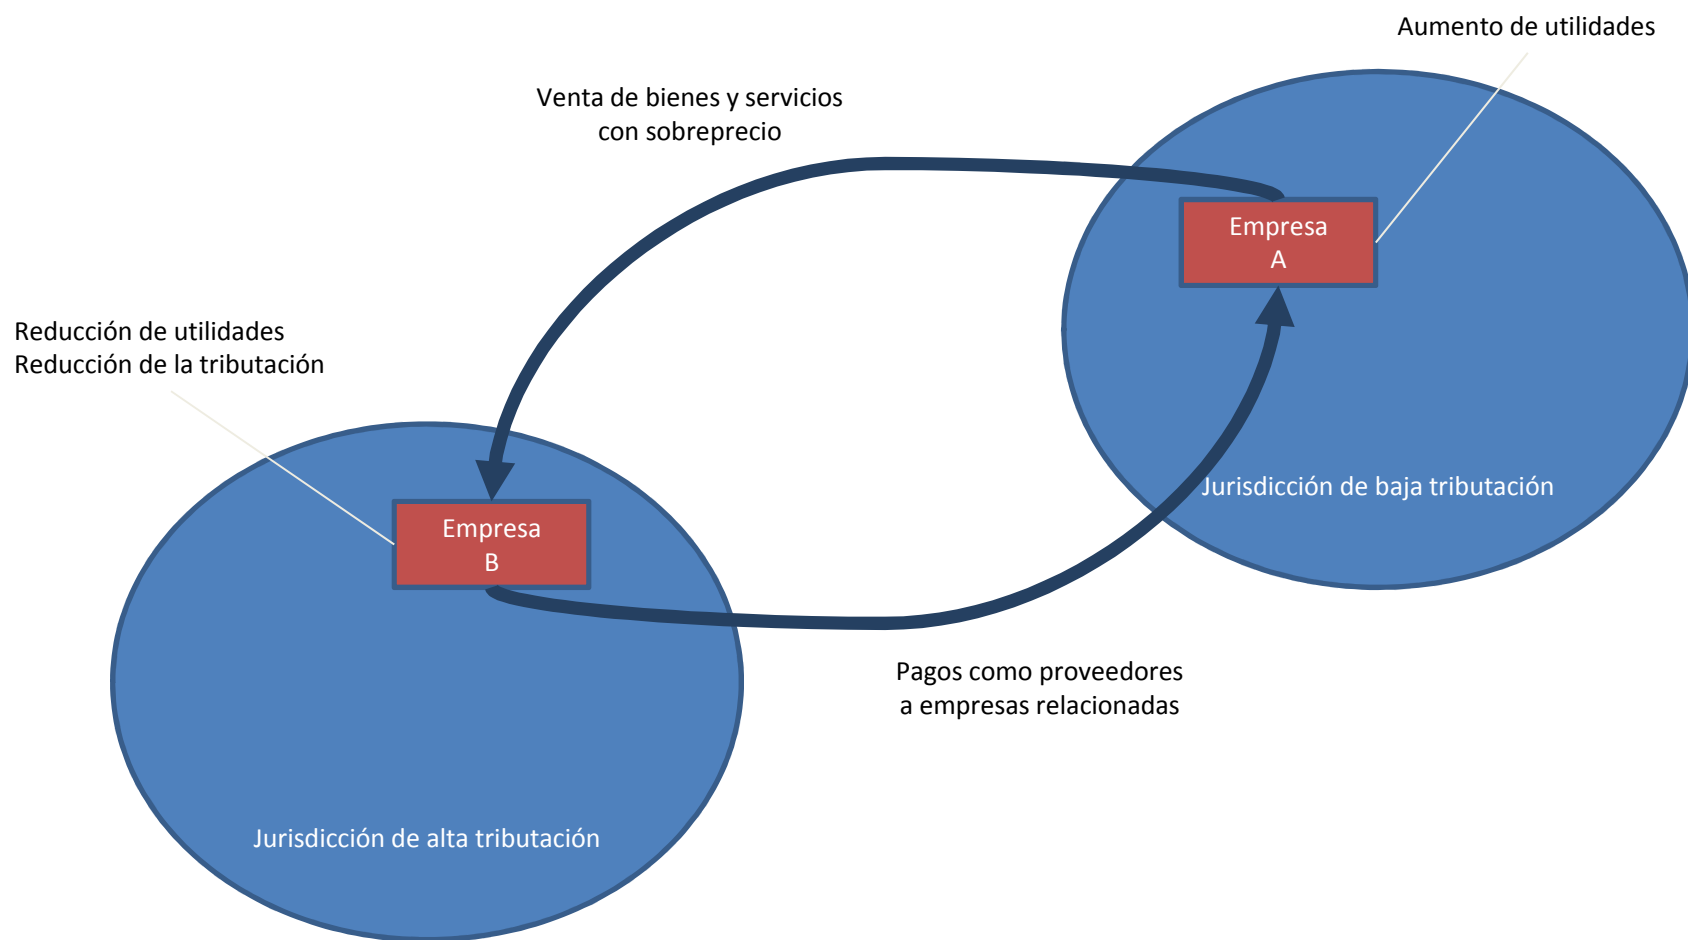 Aumento de utilidades
Venta de bienes y servicios
con sobreprecio
Empresa
A
Reducción de utilidades
Reducción de la tributación
Jurisdicción de baja tributación
Empresa
B
Pagos como proveedores
a empresas relacionadas
Jurisdicción de alta tributación